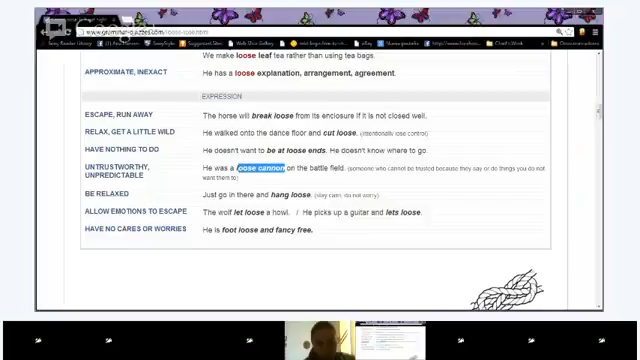 www.grammar-quizzes.com
We make loose leaf tea rather than using tea bags.
APPROXIMATE, INEXACT He has a loose explanation, arrangement, agreement.
EXPRESSION
ESCAPE, RUN AWAY The horse will break loose from its enclosure if it is not closed well.
RELAX, GET A LITTLE WILD He walked onto the dance floor and cut loose. (intentionally lose control)
HAVE NOTHING TO DO He doesn't want to be at loose ends. He doesn't know where to go.
UNTRUSTWORTHY, UNPREDICTABLE He was a loose cannon on the battle field. (someone who cannot be trusted because they say or do things you do not
want them to)
BE RELAXED Just go in there and hang loose. (stay calm; do not worry)
ALLOW EMOTIONS TO ESCAPE The wolf let loose a howl. / He picks up a guitar and lets loose.
HAVE NO CARES OR WORRIES He is foot loose and fancy free.